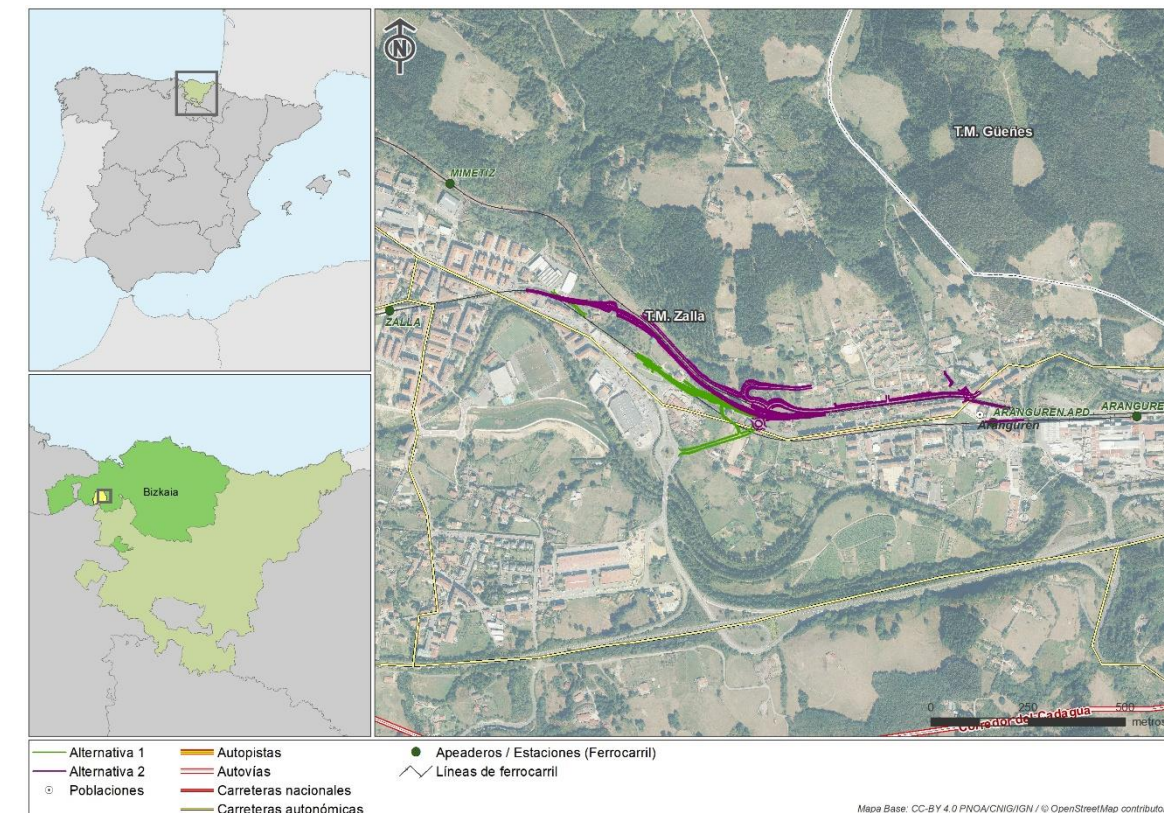 N
T.M. Güeñes
MIMETIZ
ZALLA
T.M. Zalla
ARANGUREN APD.
ARANGURE
Aranguren
Bizkaia
0 250 500
metros
Corredor del Cadagua
Alternativa 1
Alternativa 2
Poblaciones
Autopistas
Autovías
Carreteras nacionales
Carreteras autonómicas
Apeaderos / Estaciones (Ferrocarril)
Líneas de ferrocarril
Mapa Base: CC-BY 4.0 PNOA/CNIG/IGN / © OpenStreetMap contributor